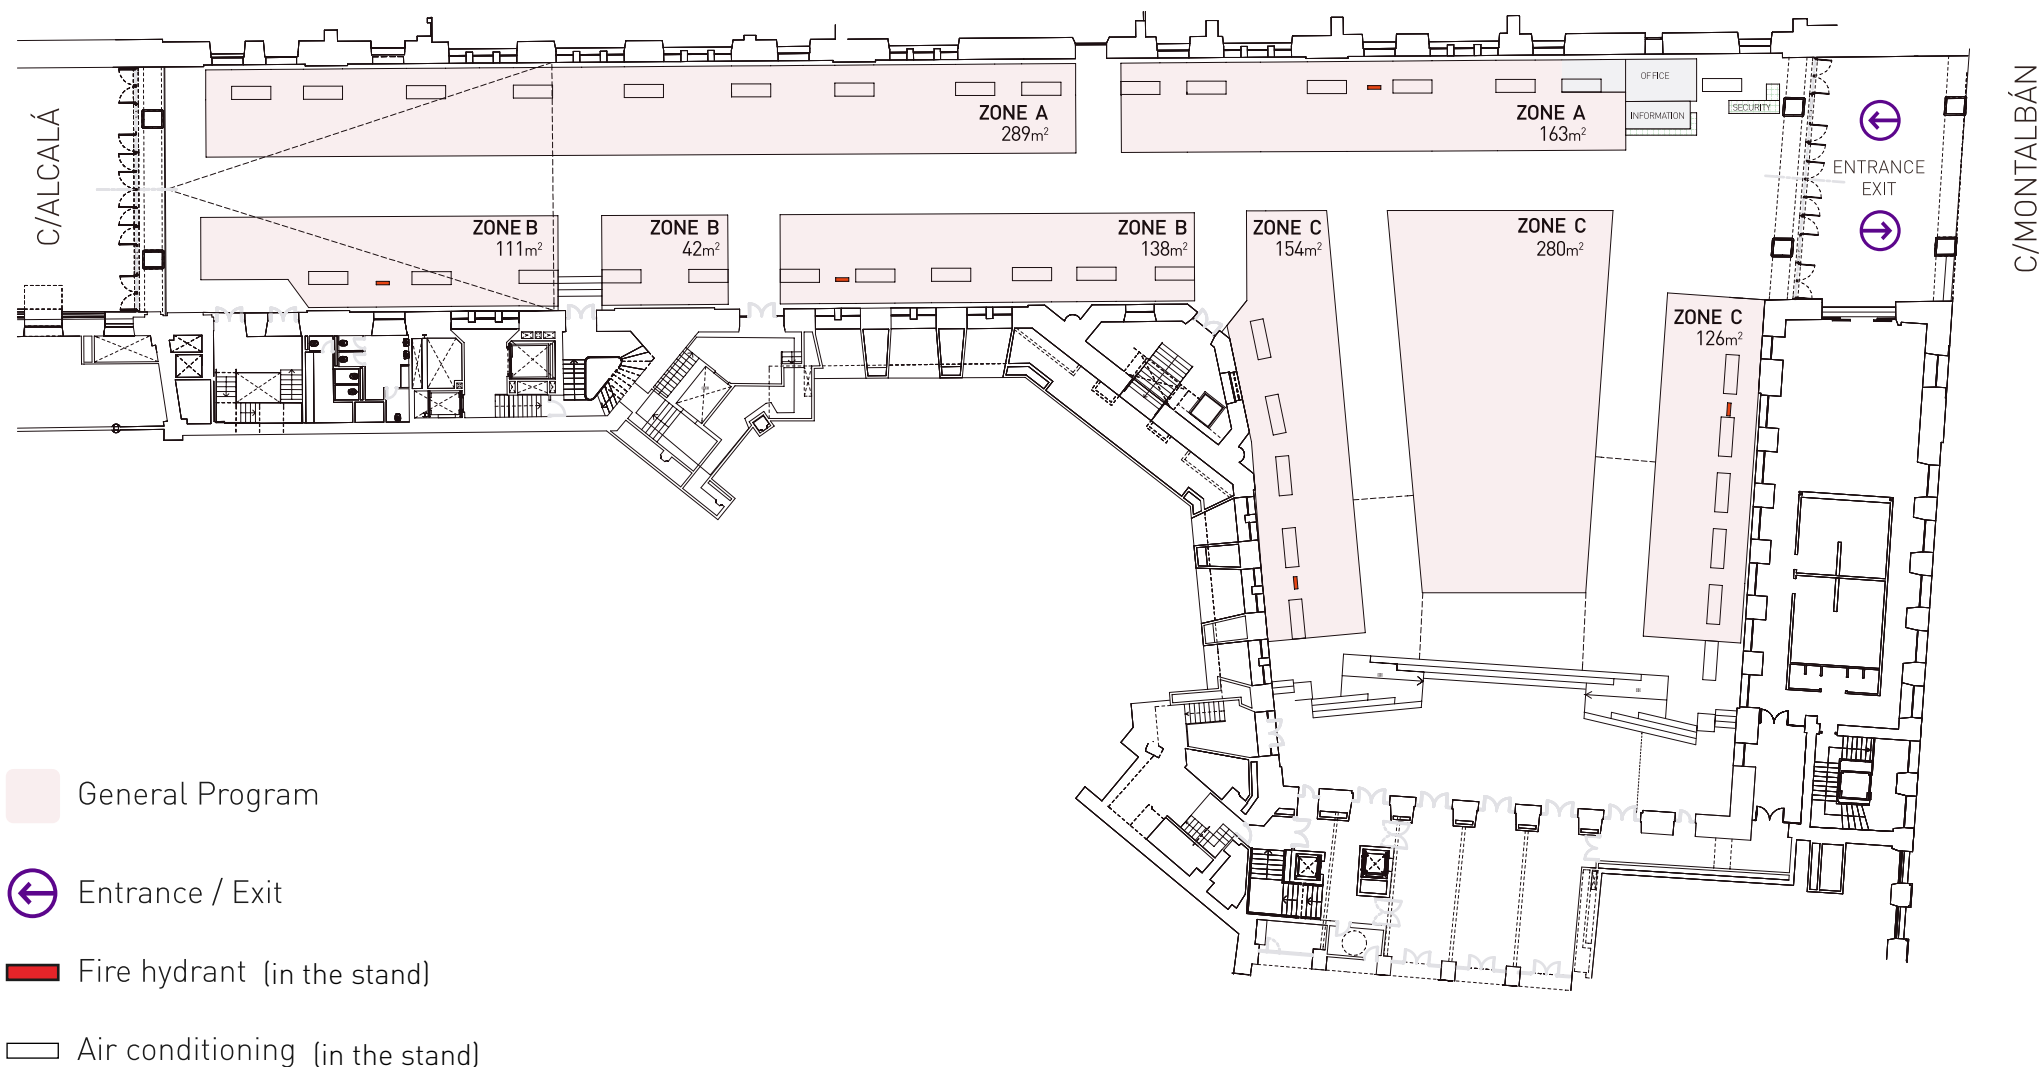 C/ALCALÁ
ZONE A
289m²
ZONE A
163m²
OFFICE
INFORMATION
SECURITY
ENTRANCE
EXIT
C/MONTALBÁN
ZONE B
111m²
ZONE B
42m²
ZONE B
138m²
ZONE C
154m²
ZONE C
280m²
ZONE C
126m²
General Program
Entrance / Exit
Fire hydrant (in the stand)
Air conditioning (in the stand)